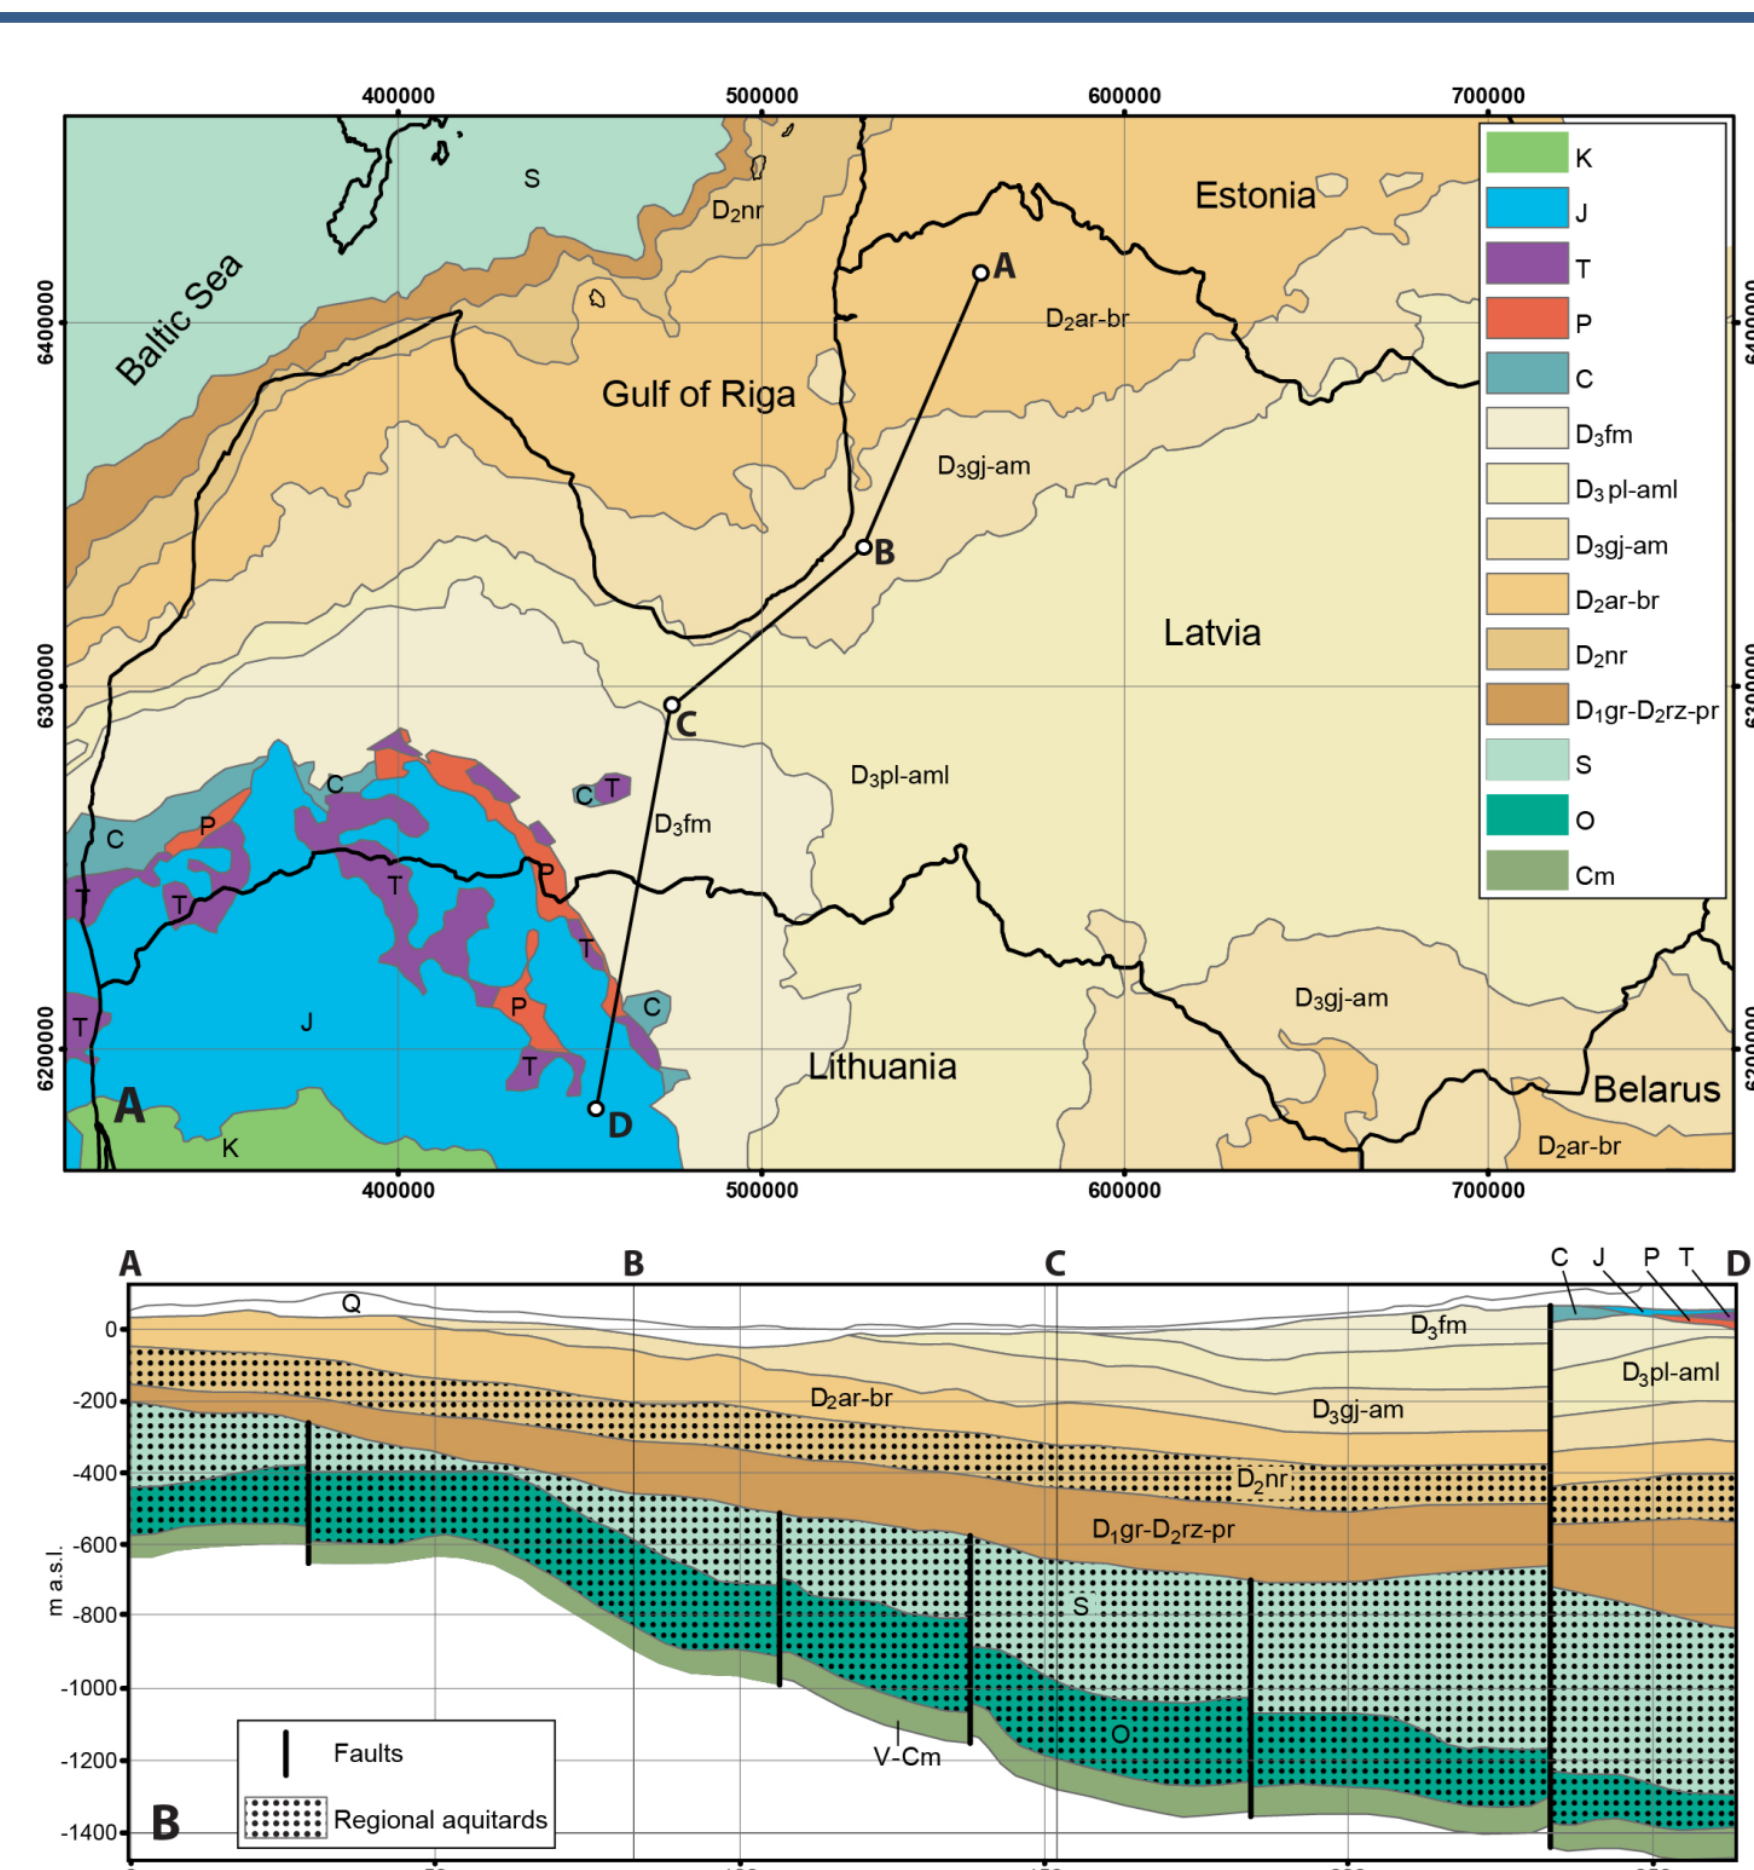 400000 500000 600000 700000
K
J
T
P
C
D₃fm
D₃pl-aml
D₃gj-am
D₂ar-br
D₂nr
D₁gr-D₂rz-pr
S
O
Cm
S
D₂nr
Estonia
Baltic Sea
A
D₂ar-br
6400000
Gulf of Riga
D₃gj-am
B
Latvia
6300000
C
D₃pl-aml
C
T
D₃fm
C
P
C
P
T
T
T
T
C
P
D₃gj-am
J
T
6200000
Lithuania
T
Belarus
A
D
K
D₂ar-br
400000 500000 600000 700000
A B C D
C J P T
Q
0
-200
-400
-600
-800
-1000
-1200
-1400
m a.s.l.
D₃fm
D₃pl-aml
D₂ar-br
D₃gj-am
D₂nr
D₁gr-D₂rz-pr
S
O
V-Cm
Faults
Regional aquitards
B